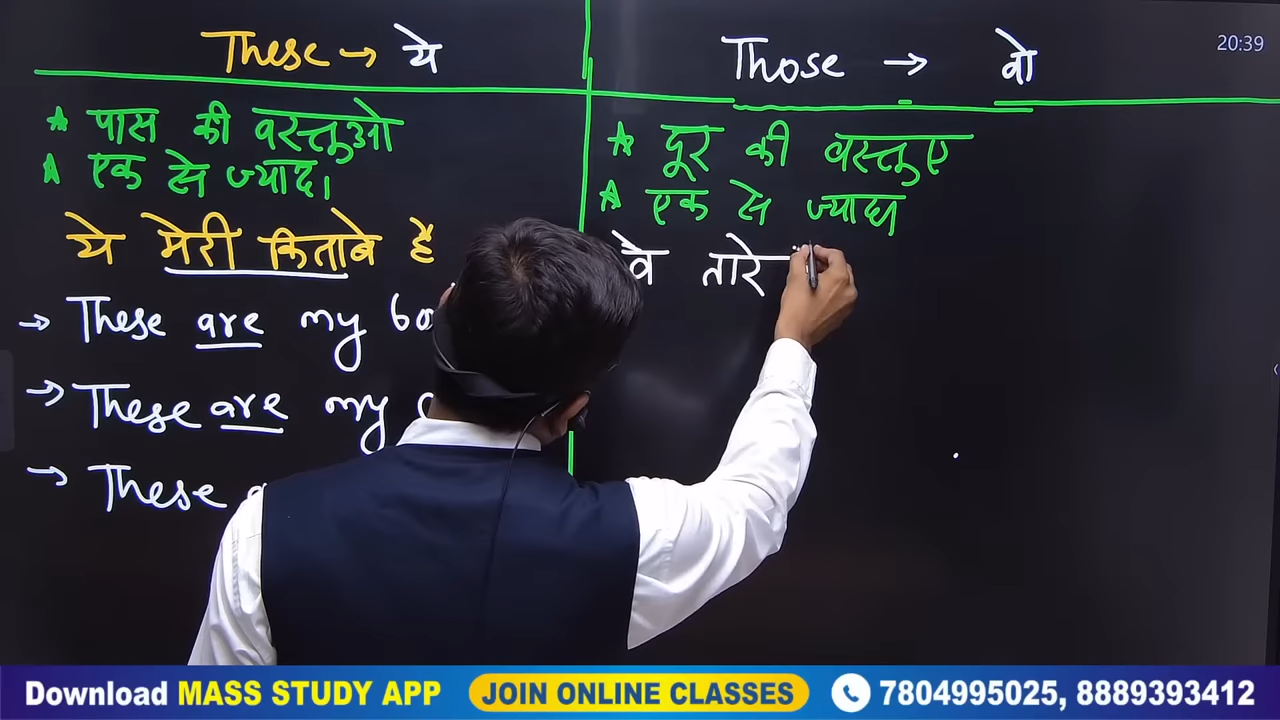 These → ये
Those → वो
20:39
★ पास की वस्तुओ
★ एक से ज्याद।
ये मेरी किताबे है
→ These are my
→ These are my
→ These
★ दूर की वस्तुए
★ एक से ज्याद्य
वे तारे
Download MASS STUDY APP JOIN ONLINE CLASSES 7804995025, 8889393412